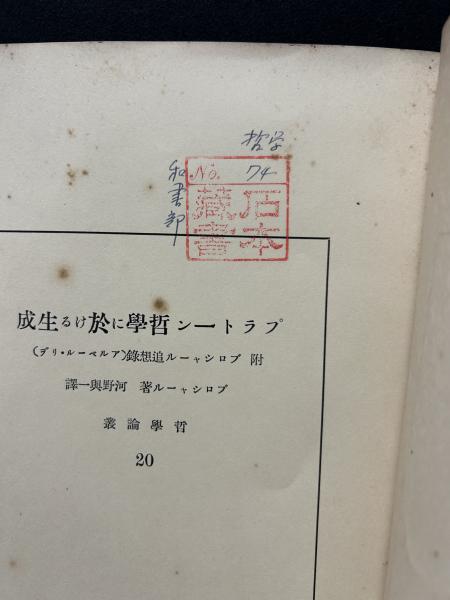 哲学
No. 74
和書部
石本
藏書
プラトーン哲學に於ける生成
附 ブロシャール追想錄(アルベール・リデ)
ブロシャール著 河野與一譯
哲學論叢
20